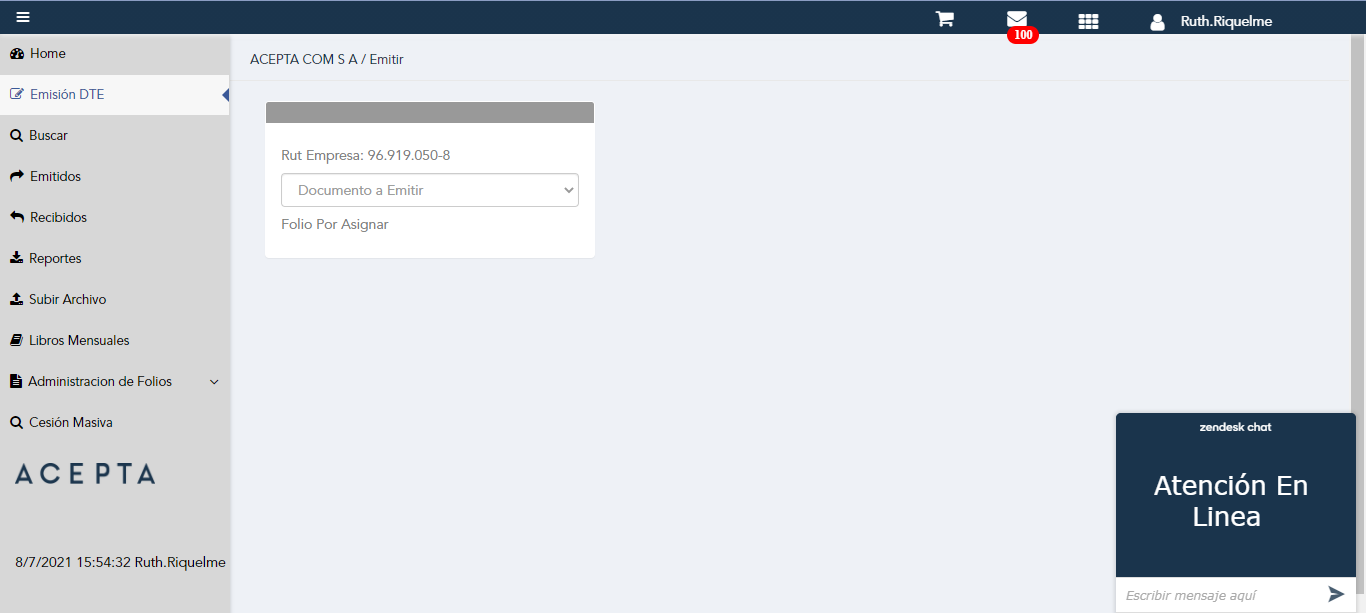 100
Ruth.Riquelme
Home
ACEPTA COM S A / Emitir
Emisión DTE
Buscar
Emitidos
Recibidos
Reportes
Subir Archivo
Libros Mensuales
Administracion de Folios
Cesión Masiva
ACEPTA
8/7/2021 15:54:32 Ruth.Riquelme
Rut Empresa: 96.919.050-8
Documento a Emitir
Folio Por Asignar
zendesk chat
Atención En
Linea
Escribir mensaje aquí